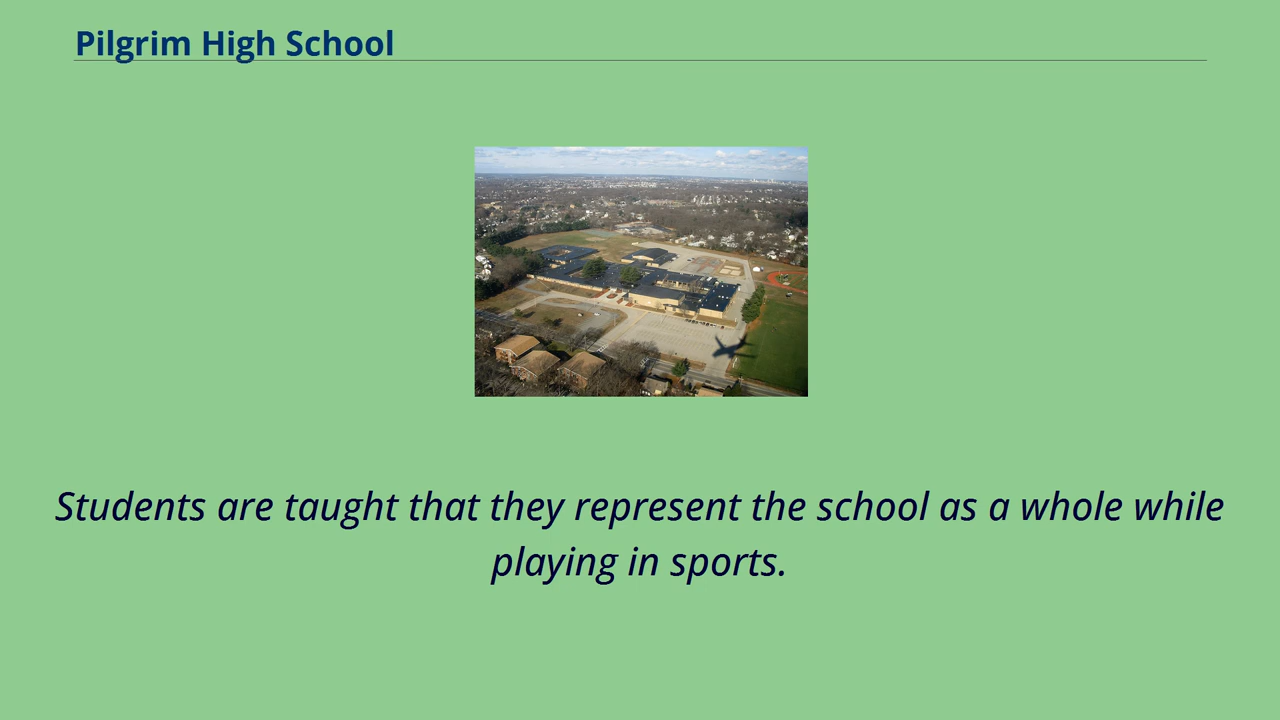 Pilgrim High School
Students are taught that they represent the school as a whole while
playing in sports.